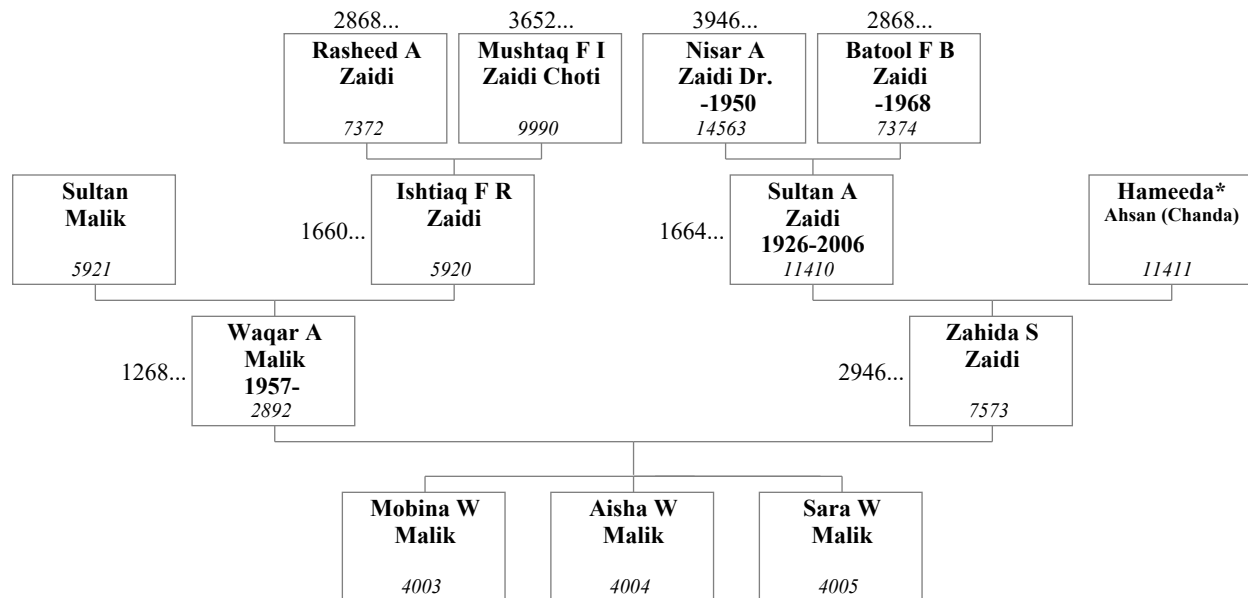 2868...
3652...
3946...
2868...
Rasheed A
Zaidi
7372
Mushtaq F I
Zaidi Choti
9990
Nisar A
Zaidi Dr.
-1950
14563
Batool F B
Zaidi
-1968
7374
Sultan
Malik
5921
1660...
Ishtiaq F R
Zaidi
5920
1664...
Sultan A
Zaidi
1926-2006
11410
Hameeda*
Ahsan (Chanda)
11411
1268...
Waqar A
Malik
1957-
2892
2946...
Zahida S
Zaidi
7573
Mobina W
Malik
4003
Aisha W
Malik
4004
Sara W
Malik
4005